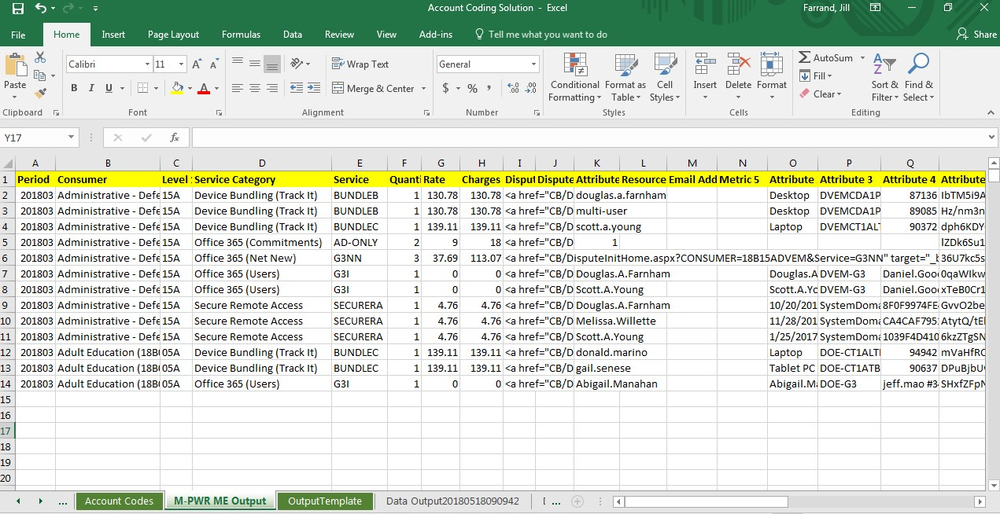 Account Coding Solution - Excel
Farrand, Jill
File Home Insert Page Layout Formulas Data Review View Add-ins Tell me what you want to do Share
Calibri 11 Wrap Text General AutoSum
Paste B I U Merge & Center $ % , .00 Conditional Formatting Format as Table Cell Styles Insert Delete Format Fill Clear Sort & Filter Find & Select
Clipboard Font Alignment Number Styles Cells Editing
Y17 fx
A B C D E F G H I J K L M N O P Q
1 Period Consumer Level Service Category Service Quanti Rate Charges Disput Dispute Attribute Resource Email Add Metric 5 Attribute Attribute 3 Attribute 4 Attribute
2 201803 Administrative - Defe 15A Device Bundling (Track It) BUNDLEB 1 130.78 130.78 <a href="CB/D douglas.a.farnham Desktop DVEMCDA1P 87136 IbTM5i9A
3 201803 Administrative - Defe 15A Device Bundling (Track It) BUNDLEB 1 130.78 130.78 <a href="CB/D multi-user Desktop DVEMCDA1P 89085 Hz/nm3n
4 201803 Administrative - Defe 15A Device Bundling (Track It) BUNDLEC 1 139.11 139.11 <a href="CB/D scott.a.young Laptop DVEMCT1ALT 90372 dph6KDY
5 201803 Administrative - Defe 15A Office 365 (Commitments) AD-ONLY 2 9 18 <a href="CB/D 1 lZDk6Su1
6 201803 Administrative - Defe 15A Office 365 (Net New) G3NN 3 37.69 113.07 <a href="CB/DisputeInitHome.aspx?CONSUMER=18B15ADVEM&Service=G3NN" target="_b 36U7kc5s
7 201803 Administrative - Defe 15A Office 365 (Users) G3I 1 0 0 <a href="CB/D Douglas.A.Farnham Douglas.A DVEM-G3 Daniel.Goo 0qaWIkw
8 201803 Administrative - Defe 15A Office 365 (Users) G3I 1 0 0 <a href="CB/D Scott.A.Young Scott.A.Yo DVEM-G3 Daniel.Goo xTeB0Cr1
9 201803 Administrative - Defe 15A Secure Remote Access SECURERA 1 4.76 4.76 <a href="CB/D Douglas.A.Farnham 10/20/201 SystemDoma 8F0F9974FE GvvO2be
10 201803 Administrative - Defe 15A Secure Remote Access SECURERA 1 4.76 4.76 <a href="CB/D Melissa.Willette 11/28/201 SystemDoma CA4CAF795 AtytQ/tE
11 201803 Administrative - Defe 15A Secure Remote Access SECURERA 1 4.76 4.76 <a href="CB/D Scott.A.Young 1/25/2017 SystemDoma 1039F4D410 6kzZTgSN
12 201803 Adult Education (18B 05A Device Bundling (Track It) BUNDLEC 1 139.11 139.11 <a href="CB/D donald.marino Laptop DOE-CT1ALT 94942 mVaHfRC
13 201803 Adult Education (18B 05A Device Bundling (Track It) BUNDLEC 1 139.11 139.11 <a href="CB/D gail.senese Tablet PC DOE-CT1ATB 90637 DPuBjbU
14 201803 Adult Education (18B 05A Office 365 (Users) G3I 1 0 0 <a href="CB/D Abigail.Manahan Abigail.Ma DOE-G3 jeff.mao #3 SHxfZFpN
15
16
17
18
19
20
... Account Codes M-PWR ME Output OutputTemplate Data Output20180518090942 ...